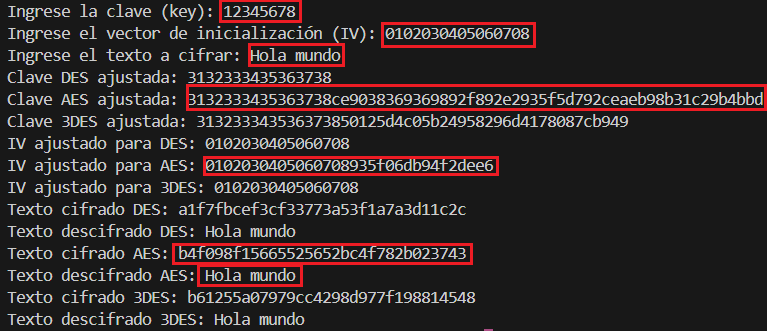 Ingrese la clave (key): 12345678
Ingrese el vector de inicialización (IV): 0102030405060708
Ingrese el texto a cifrar: Hola mundo
Clave DES ajustada: 3132333435363738
Clave AES ajustada: 3132333435363738ce9038369369892f892e2935f5d792ceaeb98b31c29b4bbd
Clave 3DES ajustada: 313233343536373850125d4c05b24958296d4178087cb949
IV ajustado para DES: 0102030405060708
IV ajustado para AES: 0102030405060708935f06db94f2dee6
IV ajustado para 3DES: 0102030405060708
Texto cifrado DES: a1f7fbcef3cf33773a53f1a7a3d11c2c
Texto descifrado DES: Hola mundo
Texto cifrado AES: b4f098f15665525652bc4f782b023743
Texto descifrado AES: Hola mundo
Texto cifrado 3DES: b61255a07979cc4298d977f198814548
Texto descifrado 3DES: Hola mundo